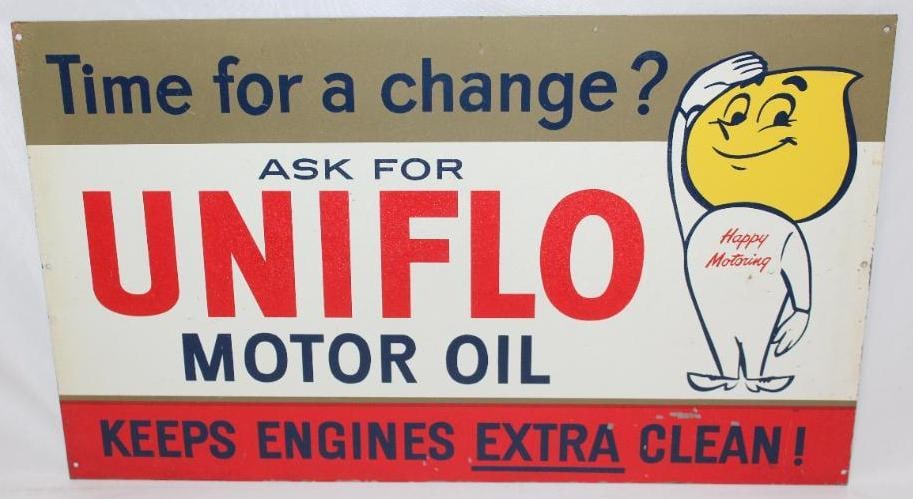 Time for a change?
ASK FOR
UNIFLO
MOTOR OIL
Happy
Motoring
KEEPS ENGINES EXTRA CLEAN!